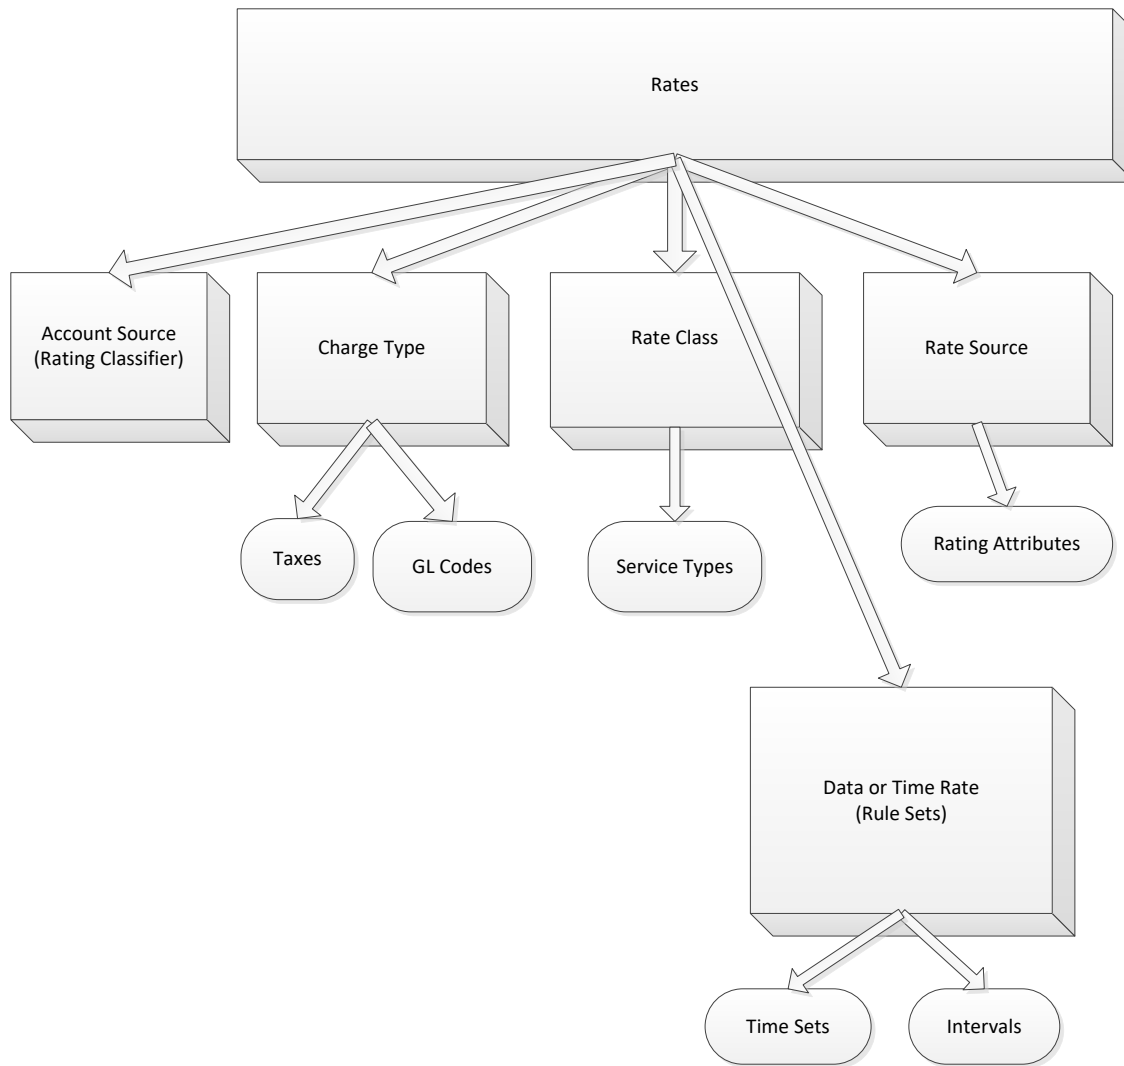 Rates
Account Source
(Rating Classifier)
Charge Type
Rate Class
Rate Source
Taxes
GL Codes
Service Types
Rating Attributes
Data or Time Rate
(Rule Sets)
Time Sets
Intervals